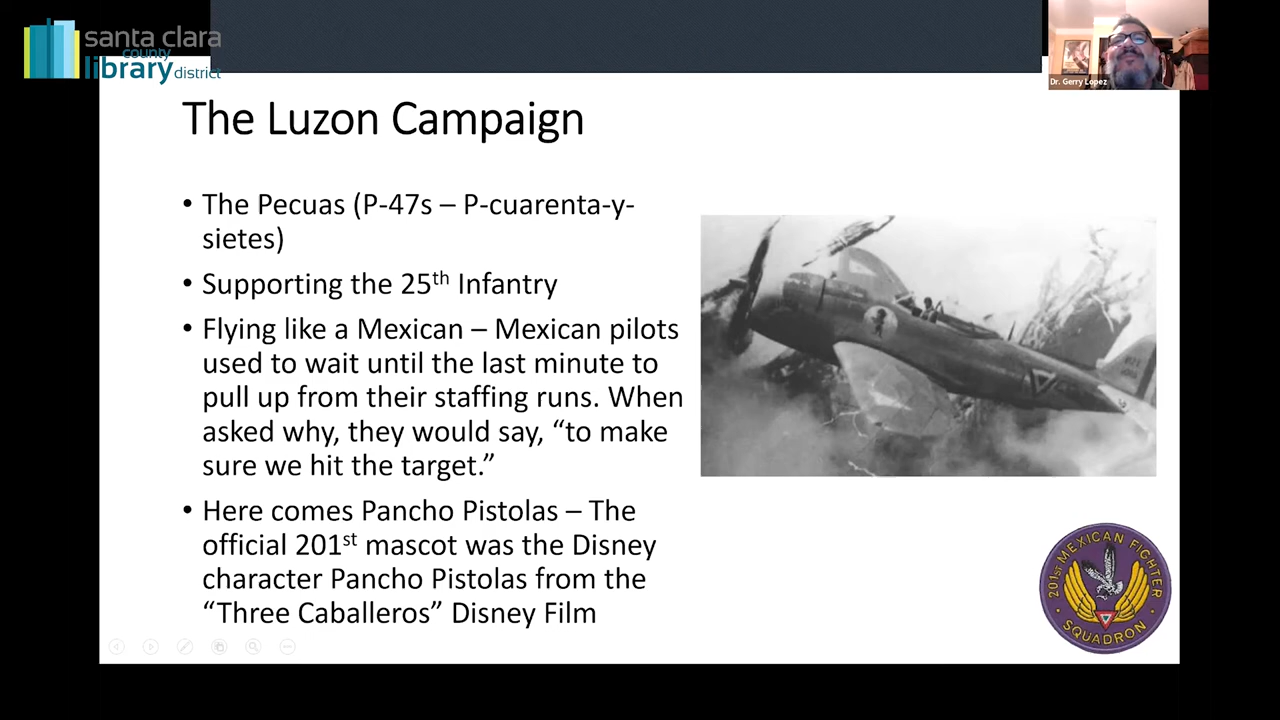 santa clara
county
library district
Dr. Gerry Lopez
The Luzon Campaign
• The Pecuas (P-47s – P-cuarenta-y-
sietes)
• Supporting the 25th Infantry
• Flying like a Mexican – Mexican pilots
used to wait until the last minute to
pull up from their staffing runs. When
asked why, they would say, “to make
sure we hit the target.”
• Here comes Pancho Pistolas – The
official 201st mascot was the Disney
character Pancho Pistolas from the
“Three Caballeros” Disney Film
201ST MEXICAN FIGHTER
SQUADRON